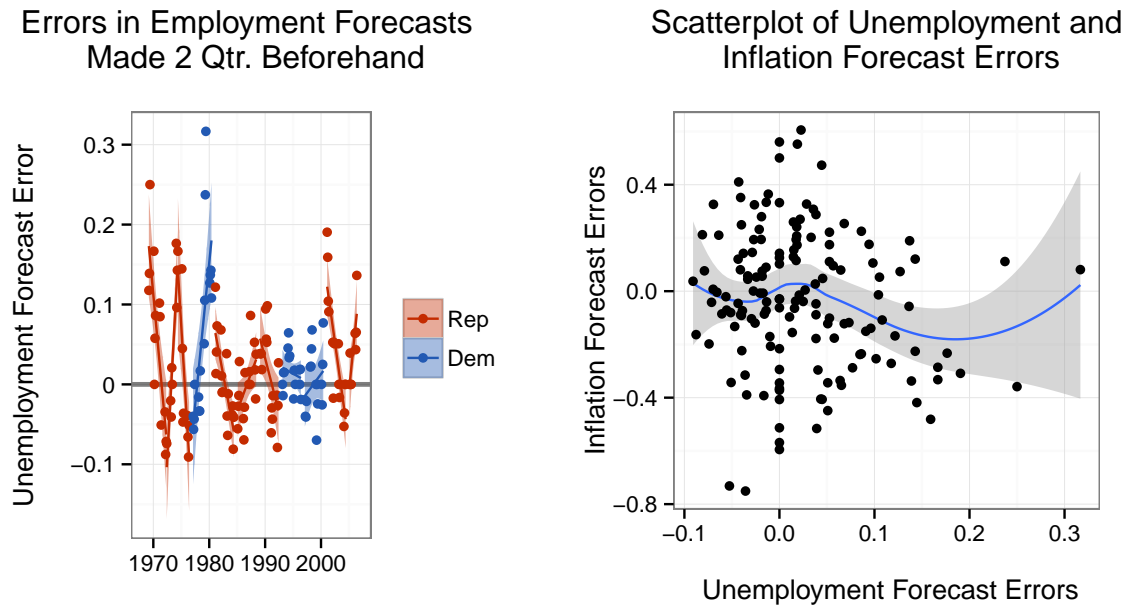 Errors in Employment Forecasts
Made 2 Qtr. Beforehand
Unemployment Forecast Error
0.3
0.2
0.1
0
−0.1
1970 1980 1990 2000
Rep
Dem
Scatterplot of Unemployment and
Inflation Forecast Errors
Inflation Forecast Errors
0.4
0.0
−0.4
−0.8
−0.1 0.0 0.1 0.2 0.3
Unemployment Forecast Errors